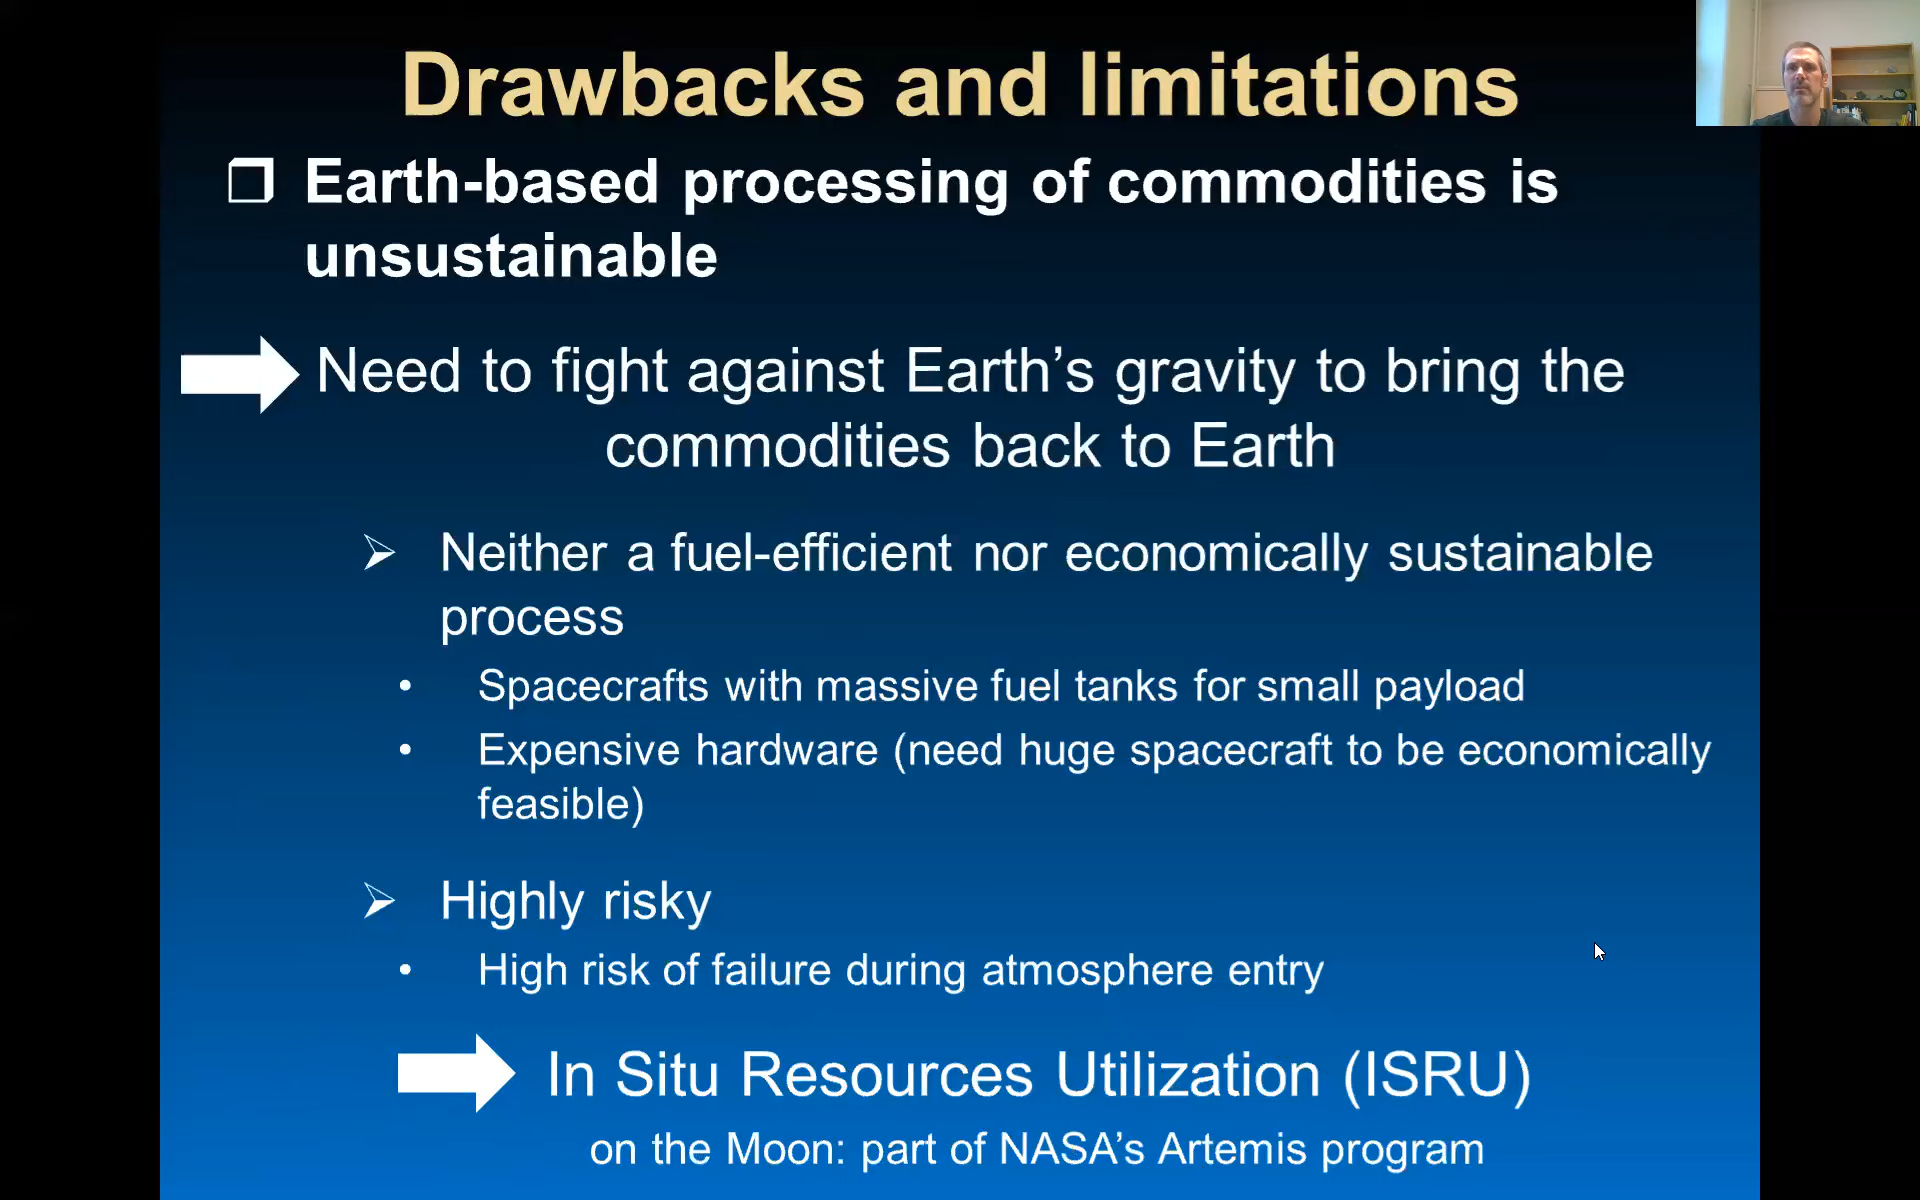 Drawbacks and limitations
Earth-based processing of commodities is
unsustainable
Need to fight against Earth’s gravity to bring the
commodities back to Earth
Neither a fuel-efficient nor economically sustainable
process
Spacecrafts with massive fuel tanks for small payload
Expensive hardware (need huge spacecraft to be economically
feasible)
Highly risky
High risk of failure during atmosphere entry
In Situ Resources Utilization (ISRU)
on the Moon: part of NASA’s Artemis program